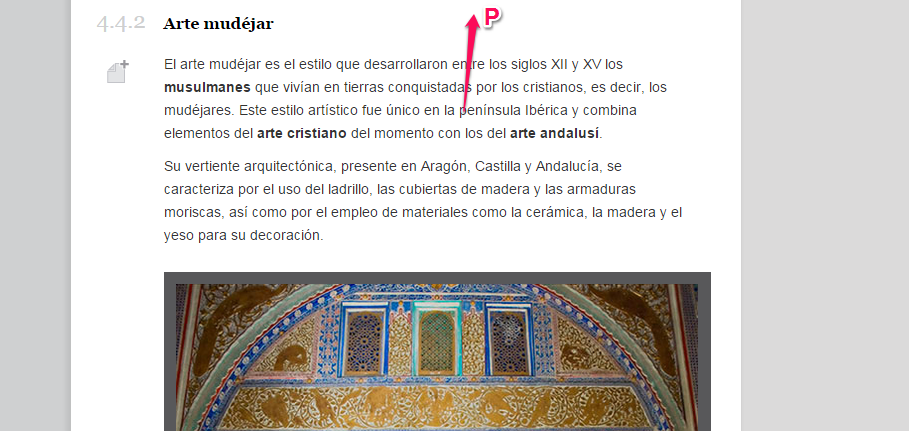 P
4.4.2 Arte mudéjar
El arte mudéjar es el estilo que desarrollaron entre los siglos XII y XV los
musulmanes que vivían en tierras conquistadas por los cristianos, es decir, los
mudéjares. Este estilo artístico fue único en la península Ibérica y combina
elementos del arte cristiano del momento con los del arte andalusí.
Su vertiente arquitectónica, presente en Aragón, Castilla y Andalucía, se
caracteriza por el uso del ladrillo, las cubiertas de madera y las armaduras
moriscas, así como por el empleo de materiales como la cerámica, la madera y el
yeso para su decoración.